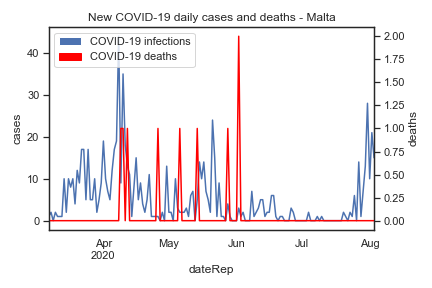 New COVID-19 daily cases and deaths - Malta
COVID-19 infections
COVID-19 deaths
cases
40
30
20
10
0
2.00
1.75
1.50
1.25
1.00
0.75
0.50
0.25
0.00
deaths
Apr
2020
May
Jun
Jul
Aug
dateRep